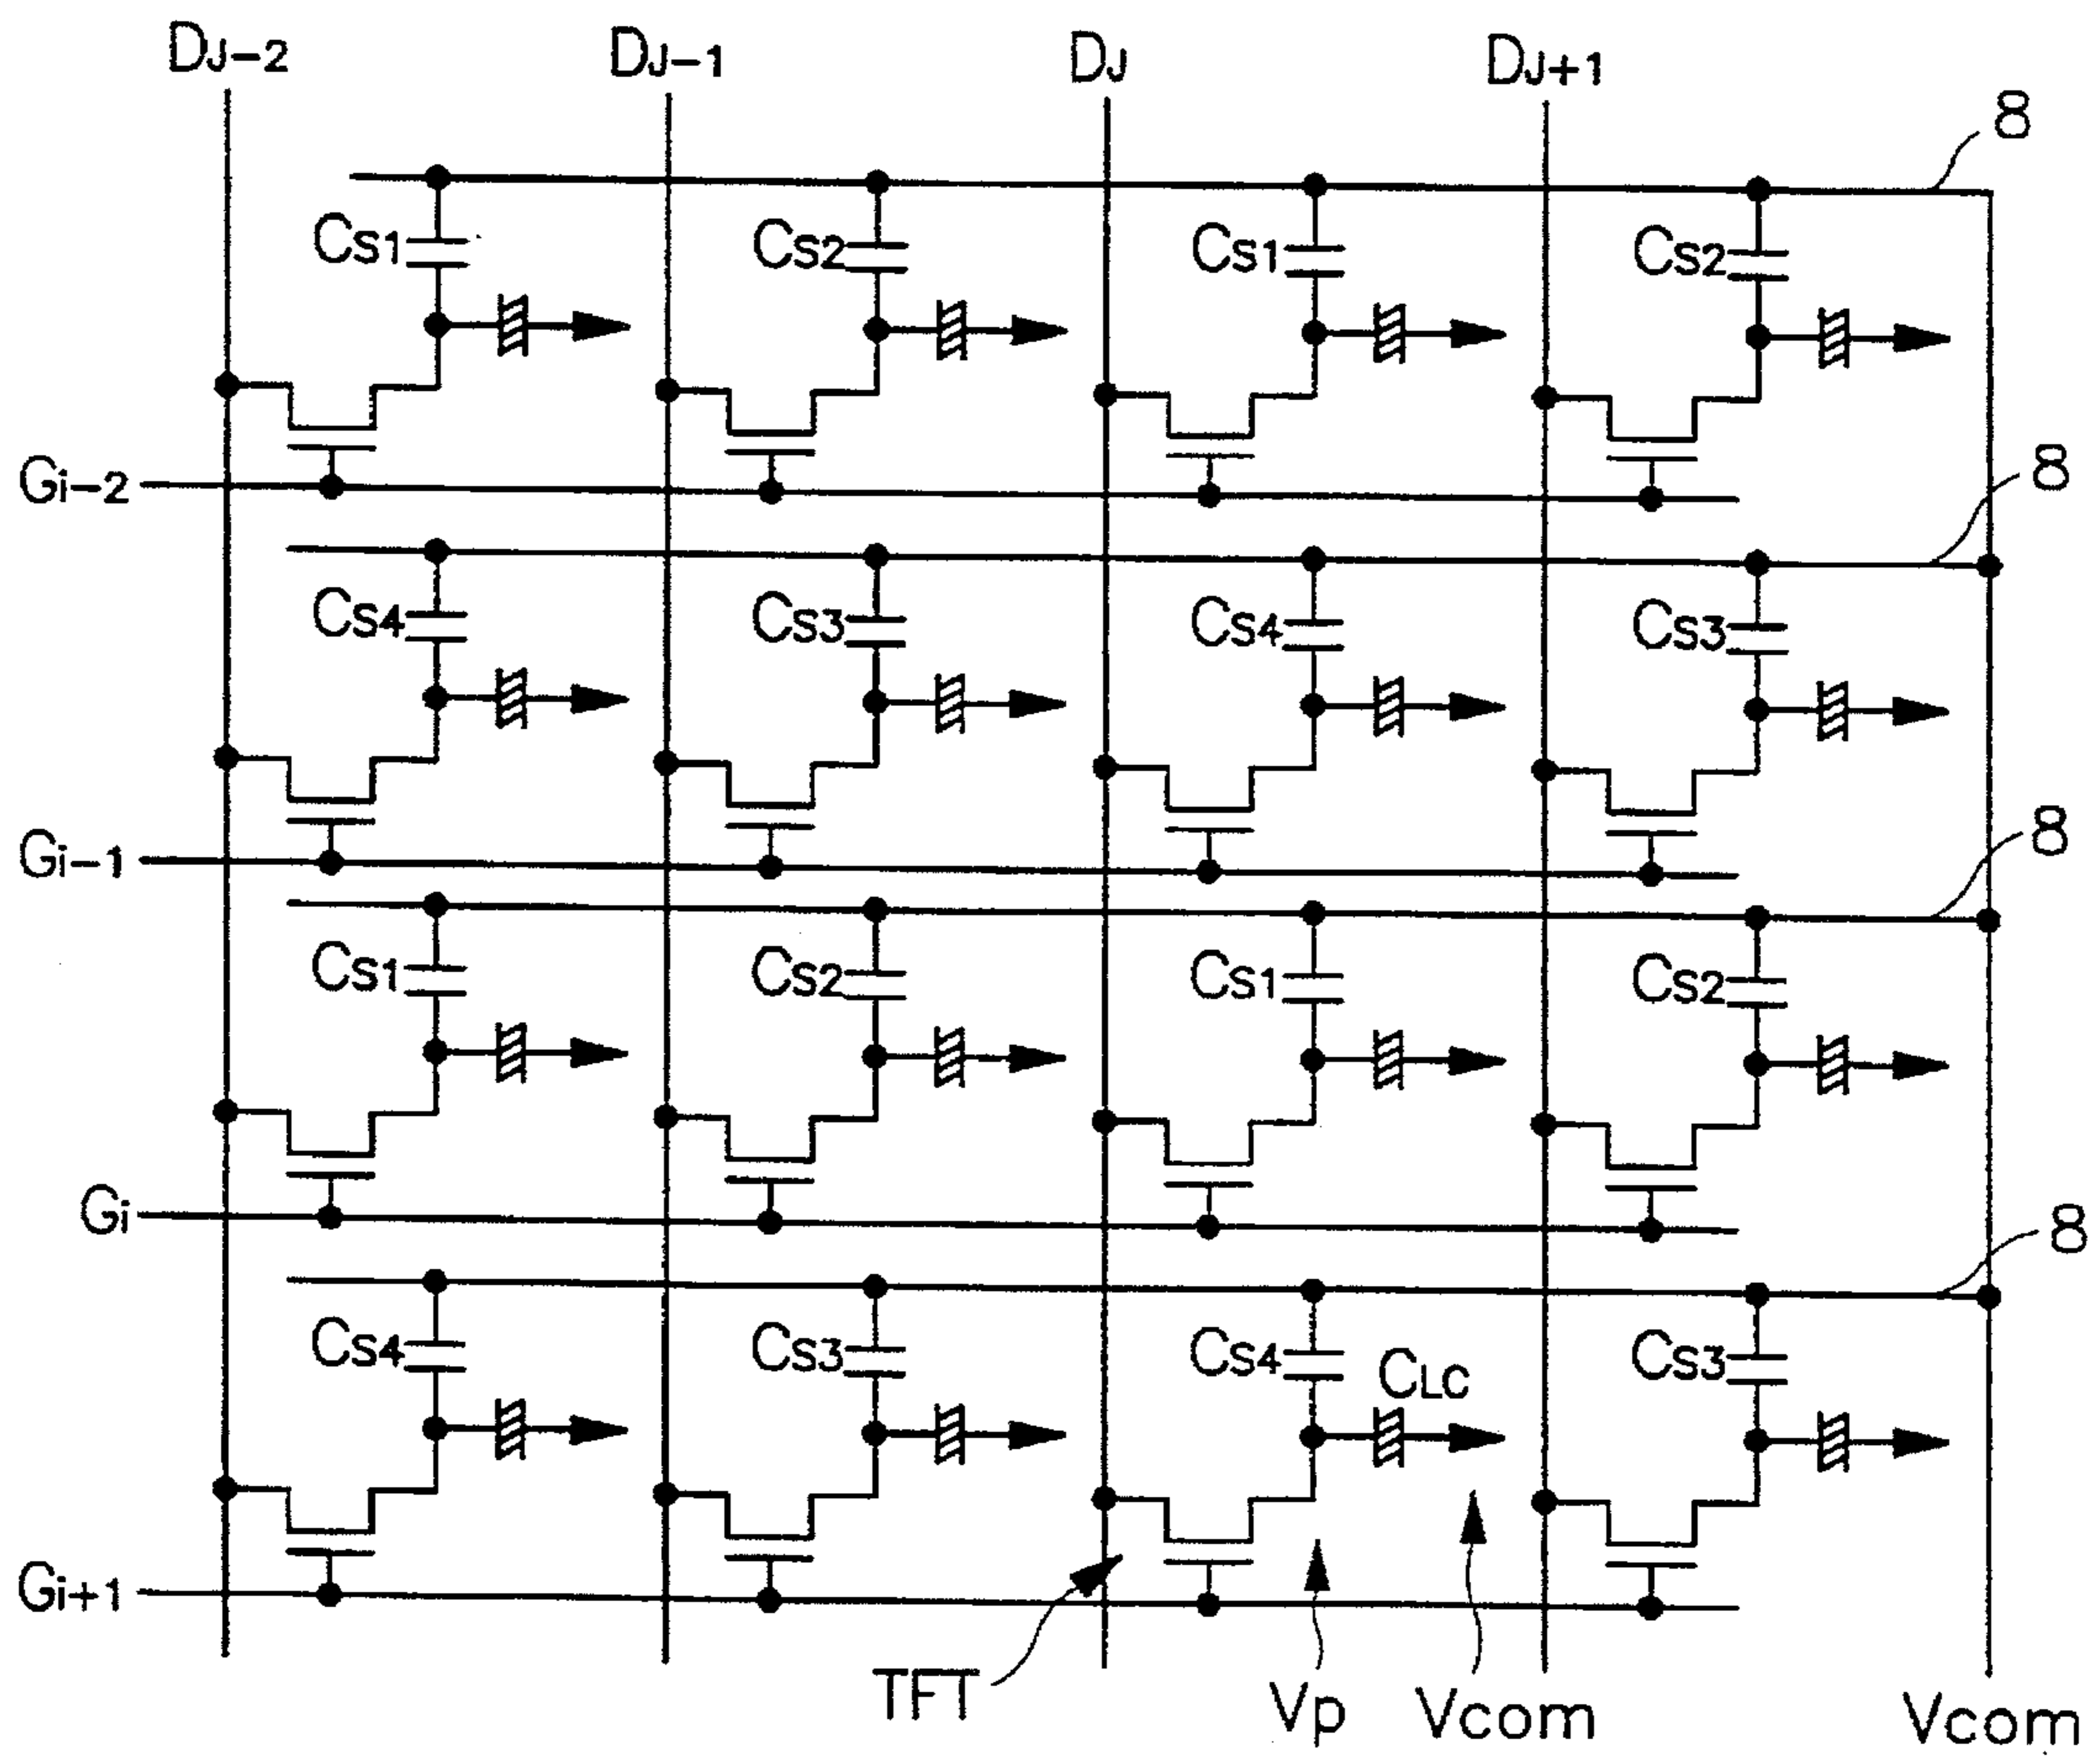 DJ-2 DJ-1 DJ DJ+1
8
CS1 CS2 CS1 CS2
Gi-2
8
CS4 CS3 CS4 CS3
Gi-1
8
CS1 CS2 CS1 CS2
Gi
8
CS4 CS3 CS4 CLC CS3
Gi+1
TFT Vp Vcom Vcom